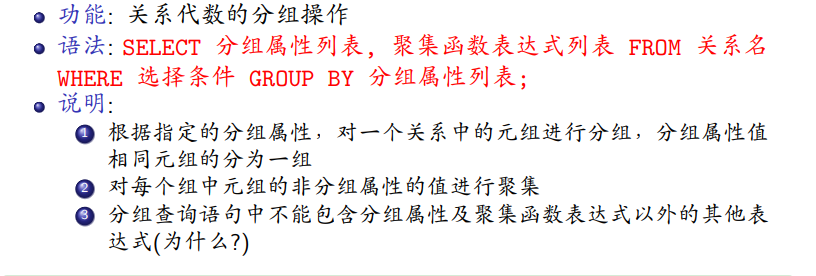 功能: 关系代数的分组操作
语法: SELECT 分组属性列表, 聚集函数表达式列表 FROM 关系名
WHERE 选择条件 GROUP BY 分组属性列表;
说明:
1 根据指定的分组属性，对一个关系中的元组进行分组，分组属性值
相同元组的分为一组
2 对每个组中元组的非分组属性的值进行聚集
3 分组查询语句中不能包含分组属性及聚集函数表达式以外的其他表
达式(为什么?)